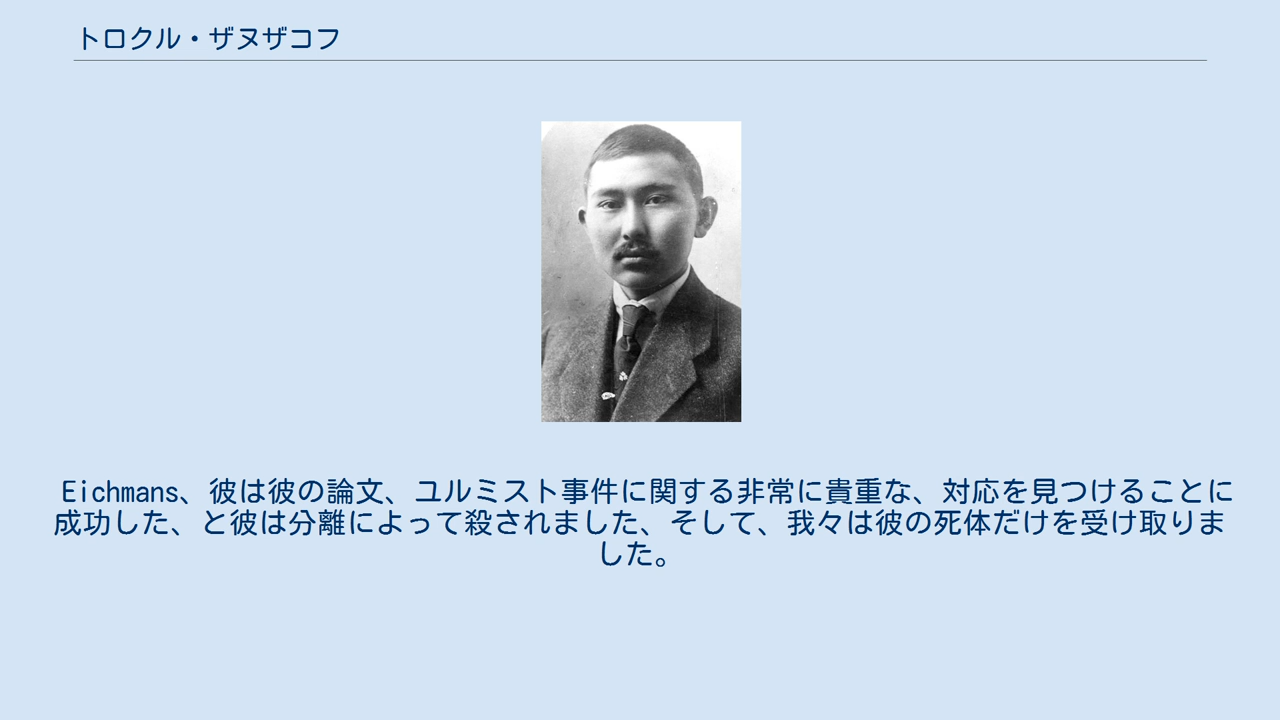 トロクル・ザヌザコフ
Eichmans、彼は彼の論文、ユルミスト事件に関する非常に貴重な、対応を見つけることに
成功した、と彼は分離によって殺されました、そして、我々は彼の死体だけを受け取りま
した。